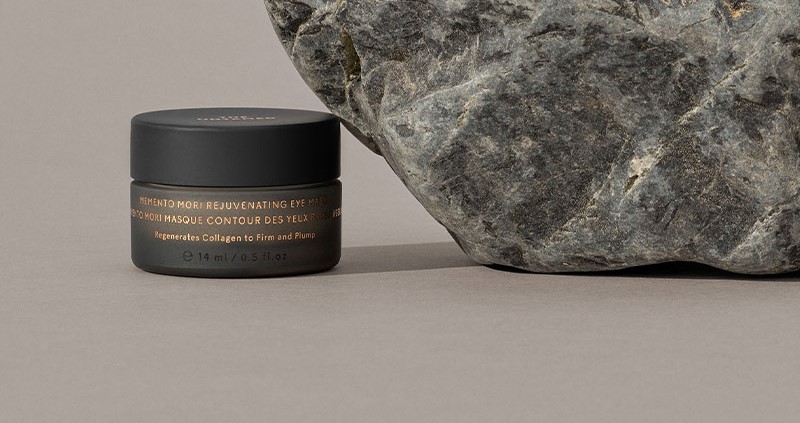 MEMENTO MORI REJUVENATING EYE
MORI MASQUE CONTOUR DES YEUX
Regenerates Collagen to Firm and Plump
℮ 14 ml / 0.5 fl.oz